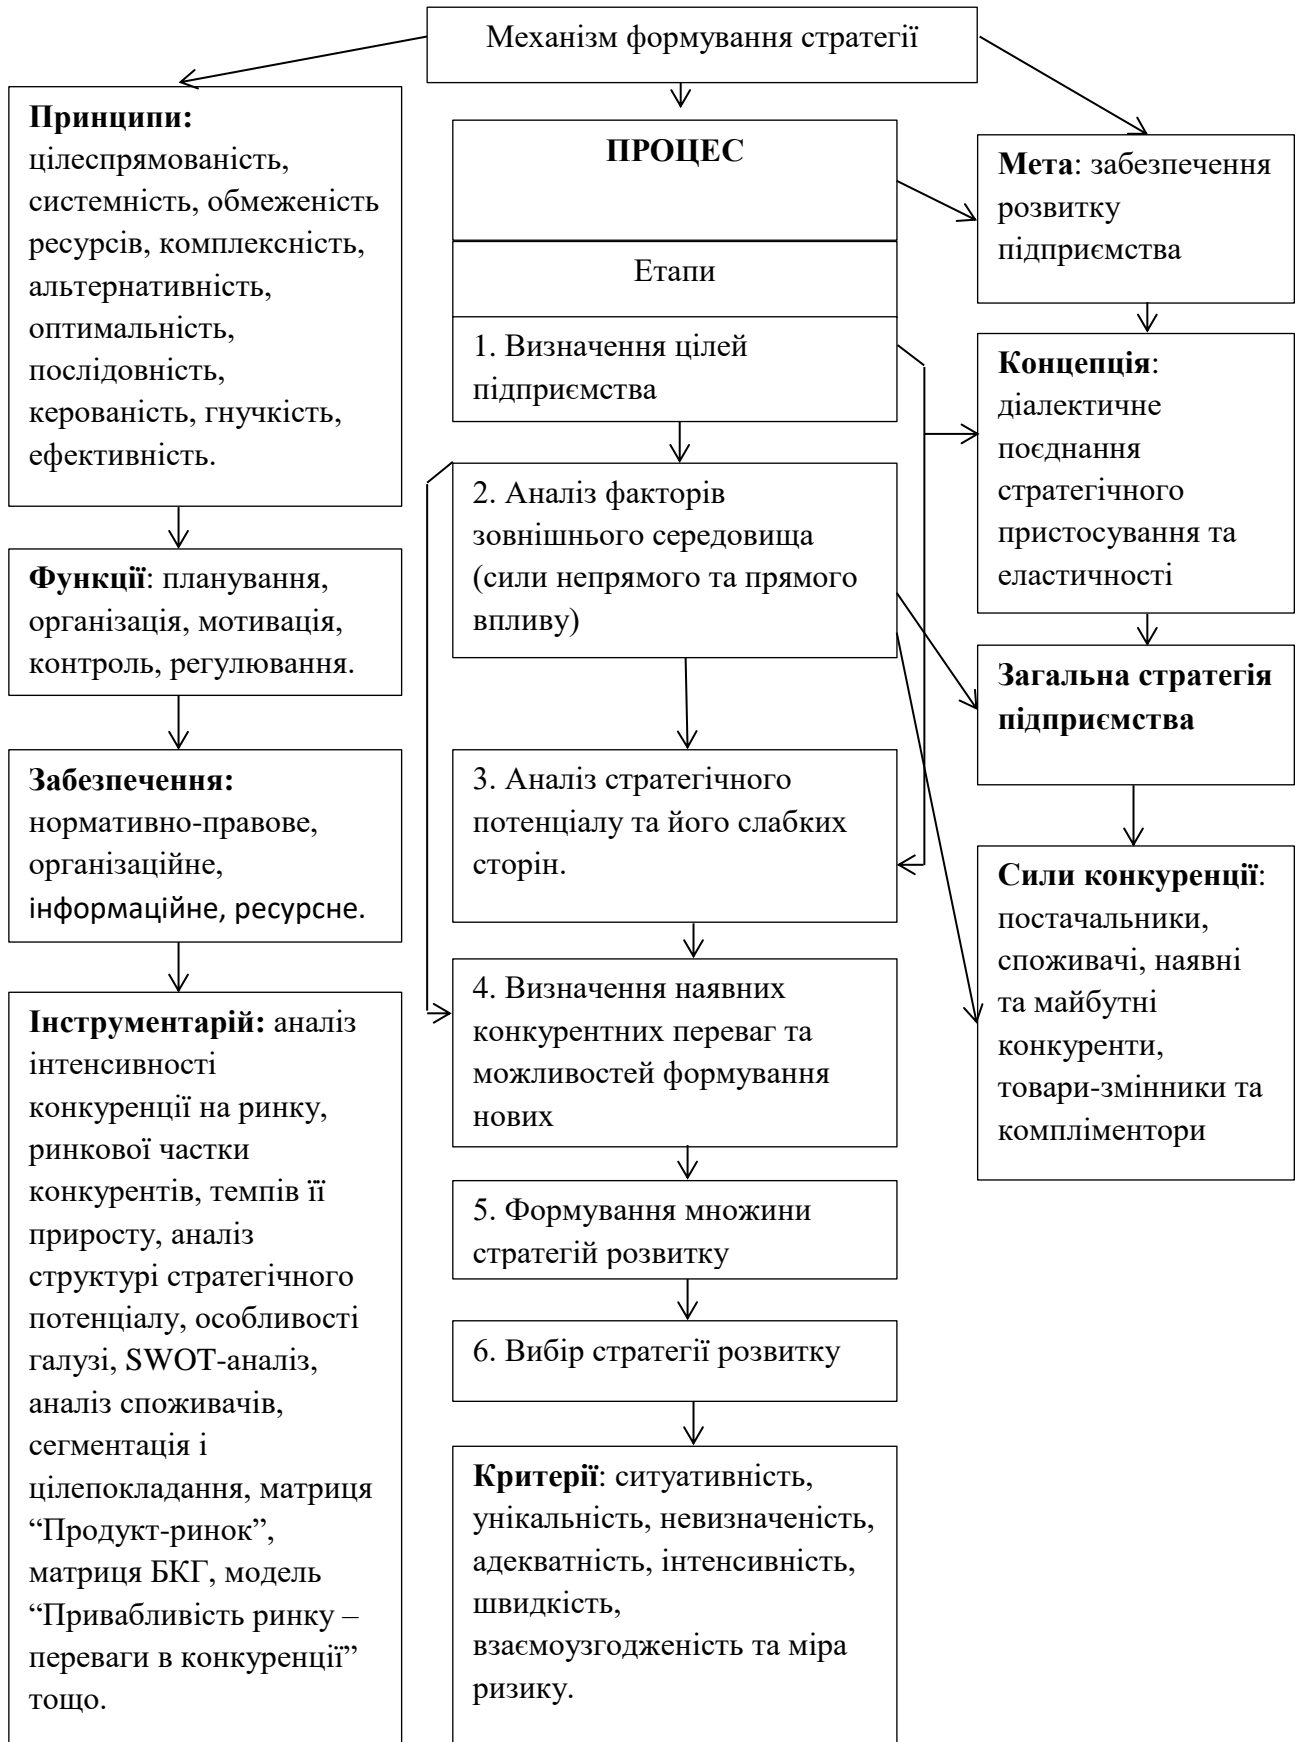 Механізм формування стратегії
Принципи:
цілеспрямованість,
системність, обмеженість
ресурсів, комплексність,
альтернативність,
оптимальність,
послідовність,
керованість, гнучкість,
ефективність.
Функції: планування,
організація, мотивація,
контроль, регулювання.
Забезпечення:
нормативно-правове,
організаційне,
інформаційне, ресурсне.
Інструментарій: аналіз
інтенсивності
конкуренції на ринку,
ринкової частки
конкурентів, темпів її
приросту, аналіз
структурі стратегічного
потенціалу, особливості
галузі, SWOT-аналіз,
аналіз споживачів,
сегментація і
цілепокладання, матриця
“Продукт-ринок”,
матриця БКГ, модель
“Привабливість ринку –
переваги в конкуренції”
тощо.
ПРОЦЕС
Етапи
1. Визначення цілей
підприємства
2. Аналіз факторів
зовнішнього середовища
(сили непрямого та прямого
впливу)
3. Аналіз стратегічного
потенціалу та його слабких
сторін.
4. Визначення наявних
конкурентних переваг та
можливостей формування
нових
5. Формування множини
стратегій розвитку
6. Вибір стратегії розвитку
Критерії: ситуативність,
унікальність, невизначеність,
адекватність, інтенсивність,
швидкість,
взаємоузгодженість та міра
ризику.
Мета: забезпечення
розвитку
підприємства
Концепція:
діалектичне
поєднання
стратегічного
пристосування та
еластичності
Загальна стратегія
підприємства
Сили конкуренції:
постачальники,
споживачі, наявні
та майбутні
конкуренти,
товари-змінники та
компліментори